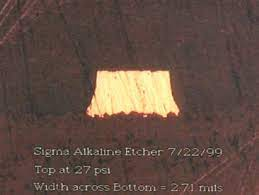 Sigma Alkaline Etcher 7/22/99
Top at 27 psi
Width across Bottom = 2.71 mils